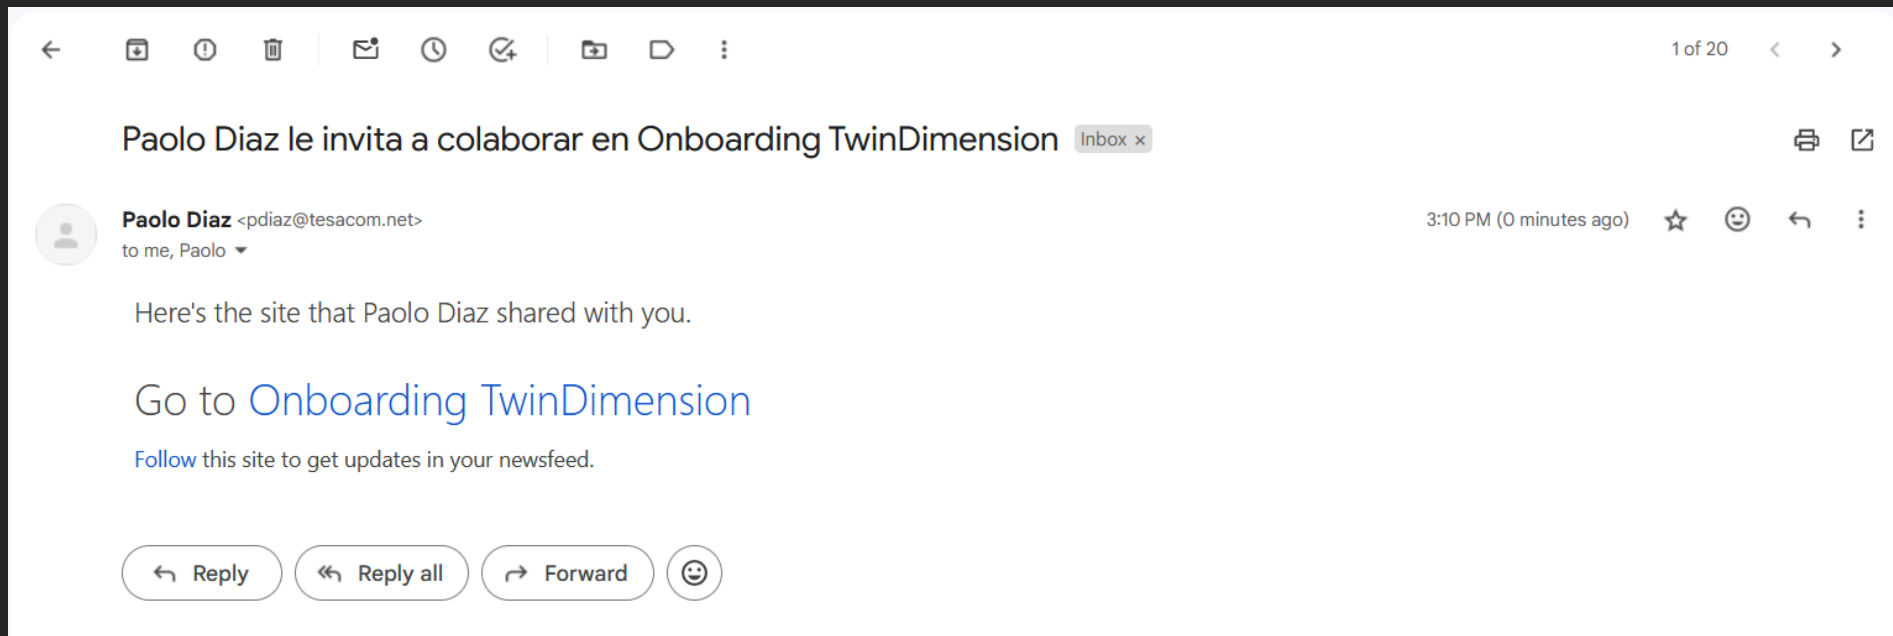 1 of 20
Paolo Diaz le invita a colaborar en Onboarding TwinDimension Inbox ×
Paolo Diaz <pdiaz@tesacom.net> 3:10 PM (0 minutes ago)
to me, Paolo
Here's the site that Paolo Diaz shared with you.
Go to Onboarding TwinDimension
Follow this site to get updates in your newsfeed.
Reply Reply all Forward